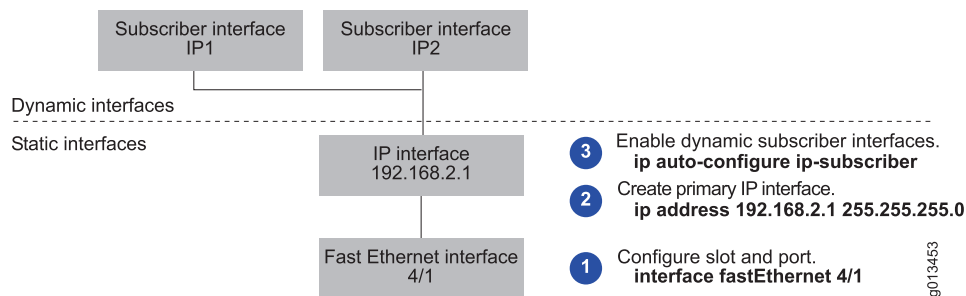 Subscriber interface
IP1
Subscriber interface
IP2
Dynamic interfaces
Static interfaces
IP interface
192.168.2.1
3 Enable dynamic subscriber interfaces.
ip auto-configure ip-subscriber
2 Create primary IP interface.
ip address 192.168.2.1 255.255.255.0
Fast Ethernet interface
4/1
1 Configure slot and port.
interface fastEthernet 4/1
g013453